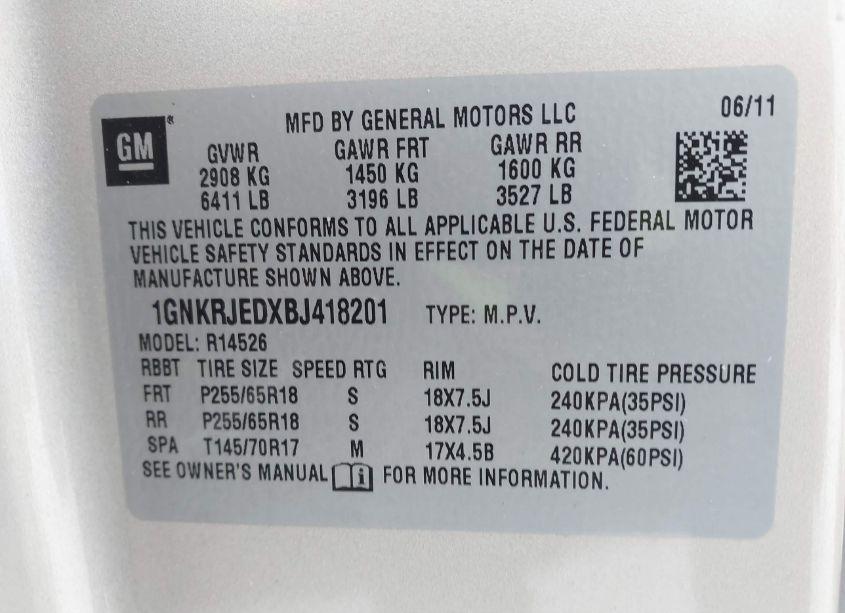 GM®
MFD BY GENERAL MOTORS LLC 06/11
GVWR GAWR FRT GAWR RR
2908 KG 1450 KG 1600 KG
6411 LB 3196 LB 3527 LB
THIS VEHICLE CONFORMS TO ALL APPLICABLE U.S. FEDERAL MOTOR
VEHICLE SAFETY STANDARDS IN EFFECT ON THE DATE OF
MANUFACTURE SHOWN ABOVE.
1GNKRJEDXBJ418201 TYPE: M.P.V.
MODEL: R14526
RBBT TIRE SIZE SPEED RTG RIM COLD TIRE PRESSURE
FRT P255/65R18 S 18X7.5J 240KPA(35PSI)
RR P255/65R18 S 18X7.5J 240KPA(35PSI)
SPA T145/70R17 M 17X4.5B 420KPA(60PSI)
SEE OWNER'S MANUAL i FOR MORE INFORMATION.